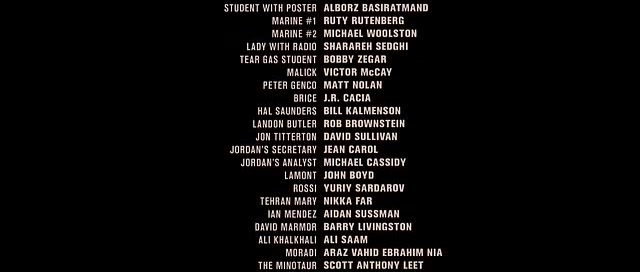 STUDENT WITH POSTER ALBORZ BASIRATMAND
MARINE #1 RUTY RUTENBERG
MARINE #2 MICHAEL WOOLSTON
LADY WITH RADIO SHARAREH SEDGHI
TEAR GAS STUDENT BOBBY ZEGAR
MALICK VICTOR McCAY
PETER GENCO MATT NOLAN
BRICE J.R. CACIA
HAL SAUNDERS BILL KALMENSON
LANDON BUTLER ROB BROWNSTEIN
JON TITTERTON DAVID SULLIVAN
JORDAN'S SECRETARY JEAN CAROL
JORDAN'S ANALYST MICHAEL CASSIDY
LAMONT JOHN BOYD
ROSSI YURIY SARDAROV
TEHRAN MARY NIKKA FAR
IAN MENDEZ AIDAN SUSSMAN
DAVID MARMOR BARRY LIVINGSTON
ALI KHALKHALI ALI SAAM
MORADI ARAZ VAHID EBRAHIM NIA
THE MINOTAUR SCOTT ANTHONY LEET